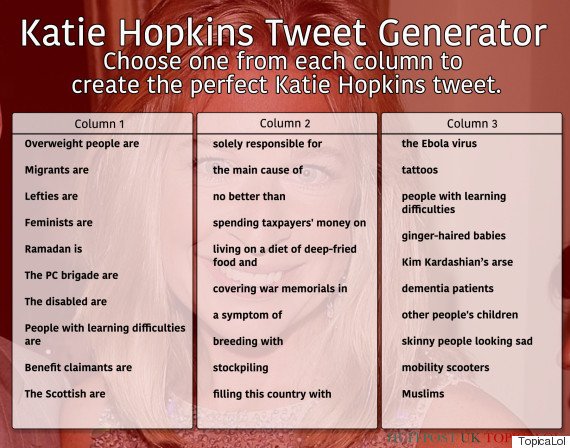 Katie Hopkins Tweet Generator
Choose one from each column to
create the perfect Katie Hopkins tweet.
Column 1
Overweight people are
Migrants are
Lefties are
Feminists are
Ramadan is
The PC brigade are
The disabled are
People with learning difficulties
are
Benefit claimants are
The Scottish are
Column 2
solely responsible for
the main cause of
no better than
spending taxpayers' money on
living on a diet of deep-fried
food and
covering war memorials in
a symptom of
breeding with
stockpiling
filling this country with
Column 3
the Ebola virus
tattoos
people with learning
difficulties
ginger-haired babies
Kim Kardashian's arse
dementia patients
other people's children
skinny people looking sad
mobility scooters
Muslims
HUFFPOST UK
TopicaLol